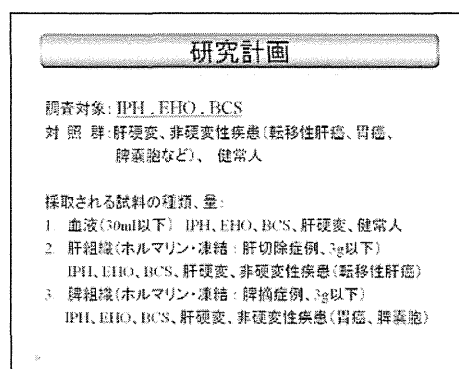 研究計画
調査対象: IPH、EHO、BCS
対 照 群:肝硬変、非硬変性疾患(転移性肝癌、胃癌、
脾嚢胞など)、 健常人
採取される試料の種類、量:
1 血液(30ml以下) IPH、EHO、BCS、肝硬変、健常人
2 肝組織(ホルマリン・凍結:肝切除症例、3g以下)
IPH、EHO、BCS、肝硬変、非硬変性疾患(転移性肝癌)
3 脾組織(ホルマリン・凍結:脾摘症例、3g以下)
IPH、EHO、BCS、肝硬変、非硬変性疾患(胃癌、脾嚢胞)